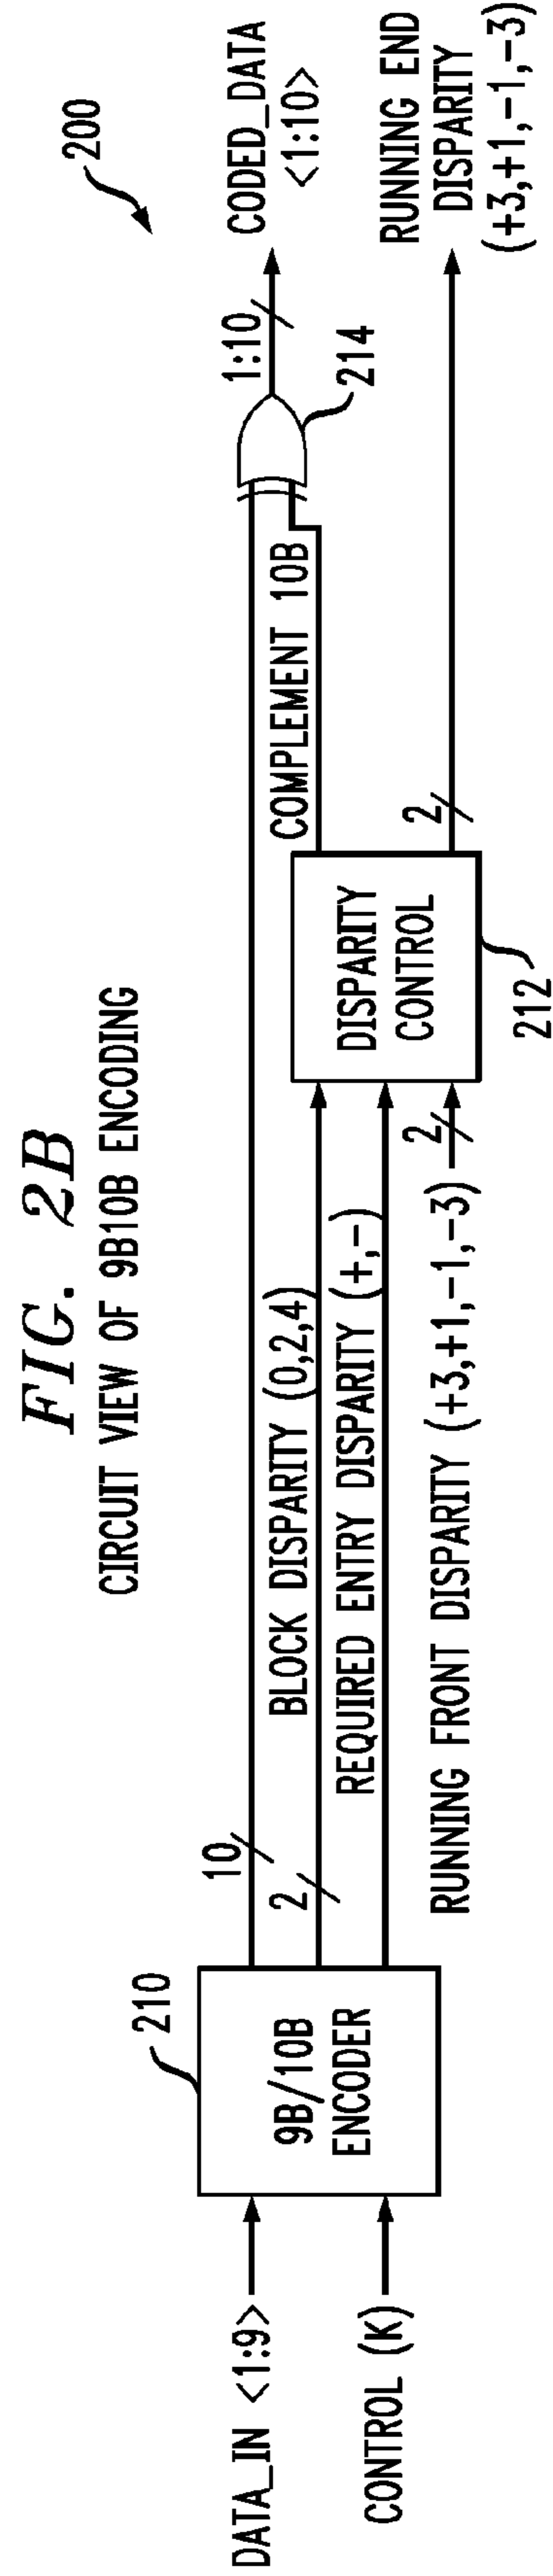 FIG. 2B
CIRCUIT VIEW OF 9B10B ENCODING
200
DATA_IN <1:9>
CONTROL (K)
210
9B/10B
ENCODER
10
2
BLOCK DISPARITY (0,2,4)
REQUIRED ENTRY DISPARITY (+,-)
RUNNING FRONT DISPARITY (+3,+1,-1,-3)
2
DISPARITY
CONTROL
212
COMPLEMENT 10B
2
214
1:10
CODED_DATA
<1:10>
RUNNING END
DISPARITY
(+3,+1,-1,-3)